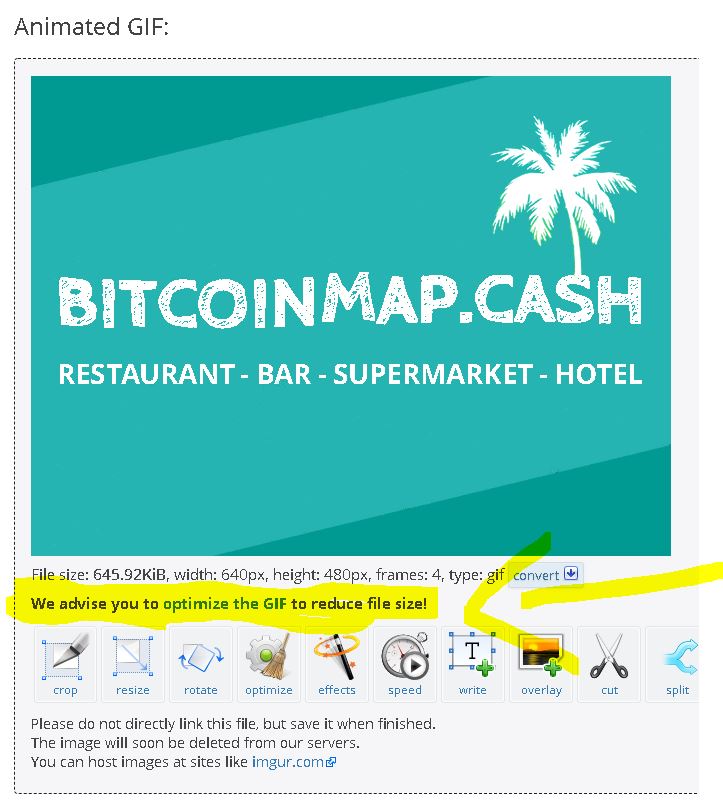 Animated GIF:
BITCOINMAP.CASH
RESTAURANT - BAR - SUPERMARKET - HOTEL
File size: 645.92KiB, width: 640px, height: 480px, frames: 4, type: gif convert
We advise you to optimize the GIF to reduce file size!
T
crop resize rotate optimize effects speed write overlay cut split
Please do not directly link this file, but save it when finished.
The image will soon be deleted from our servers.
You can host images at sites like imgur.com